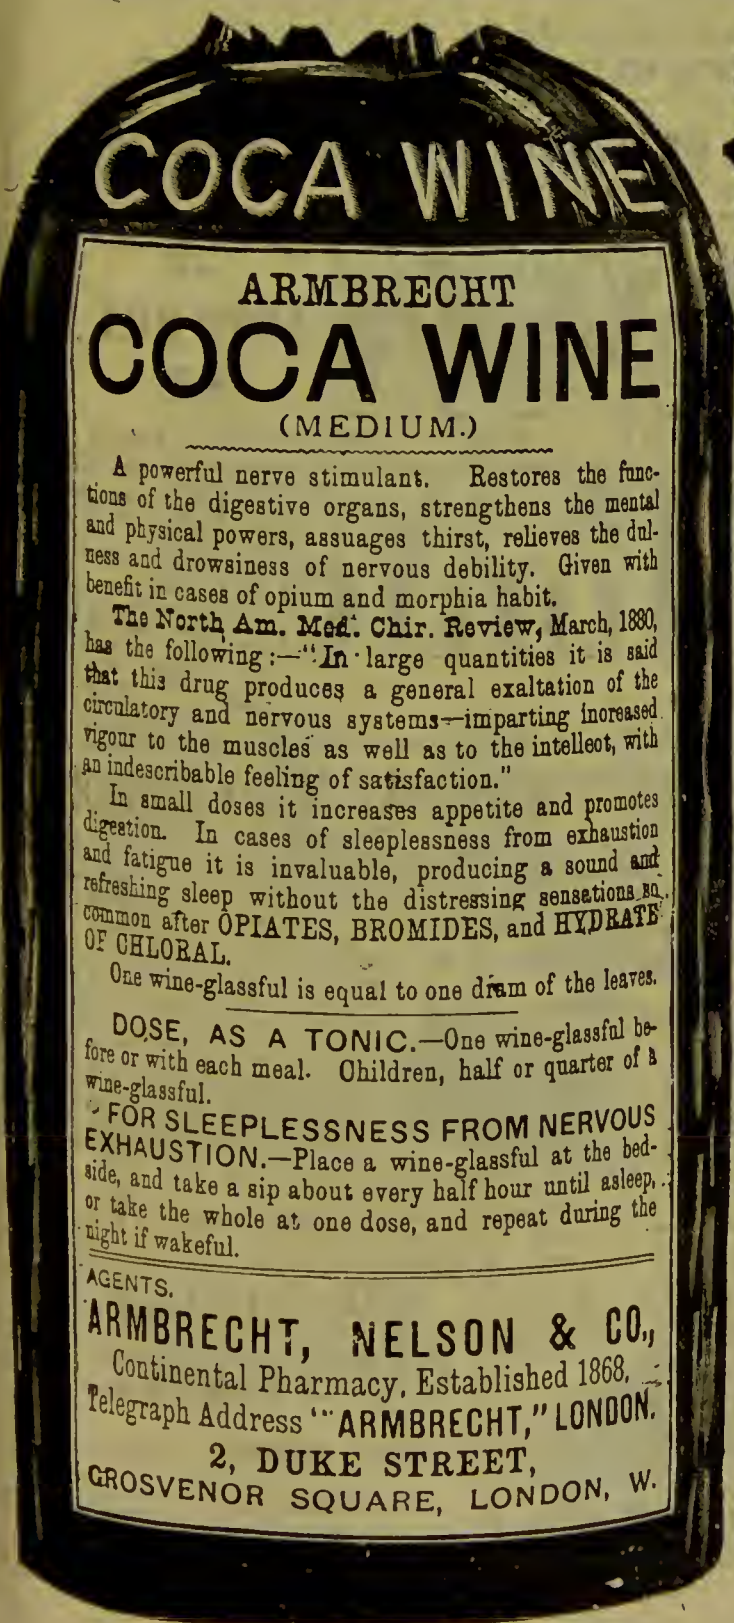 COCA WINE
ARMBRECHT
COCA WINE
(MEDIUM.)
A powerful nerve stimulant. Restores the func-
tions of the digestive organs, strengthens the mental
and physical powers, assuages thirst, relieves the dul-
ness and drowsiness of nervous debility. Given with
benefit in cases of opium and morphia habit.
The North Am. Med. Chir. Review, March, 1880,
has the following:—"In large quantities it is said
that this drug produces a general exaltation of the
circulatory and nervous systems—imparting increased
vigour to the muscles as well as to the intellect, with
an indescribable feeling of satisfaction."
In small doses it increases appetite and promotes
digestion. In cases of sleeplessness from exhaustion
and fatigue it is invaluable, producing a sound and
refreshing sleep without the distressing sensations so
common after OPIATES, BROMIDES, and HYDRATE
OF CHLORAL.
One wine-glassful is equal to one dram of the leaves.
DOSE, AS A TONIC.—One wine-glassful be-
fore or with each meal. Children, half or quarter of a
wine-glassful.
FOR SLEEPLESSNESS FROM NERVOUS
EXHAUSTION.—Place a wine-glassful at the bed-
side, and take a sip about every half hour until asleep,
or take the whole at one dose, and repeat during the
night if wakeful.
AGENTS.
ARMBRECHT, NELSON & CO.,
Continental Pharmacy, Established 1868,
Telegraph Address "ARMBRECHT," LONDON.
2, DUKE STREET,
GROSVENOR SQUARE, LONDON, W.